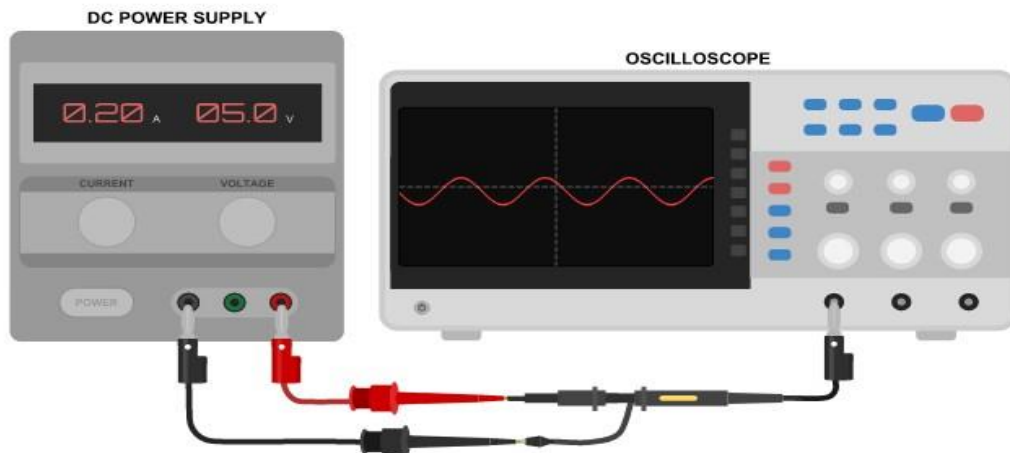 DC POWER SUPPLY
0.20 A 05.0 V
CURRENT VOLTAGE
POWER
OSCILLOSCOPE